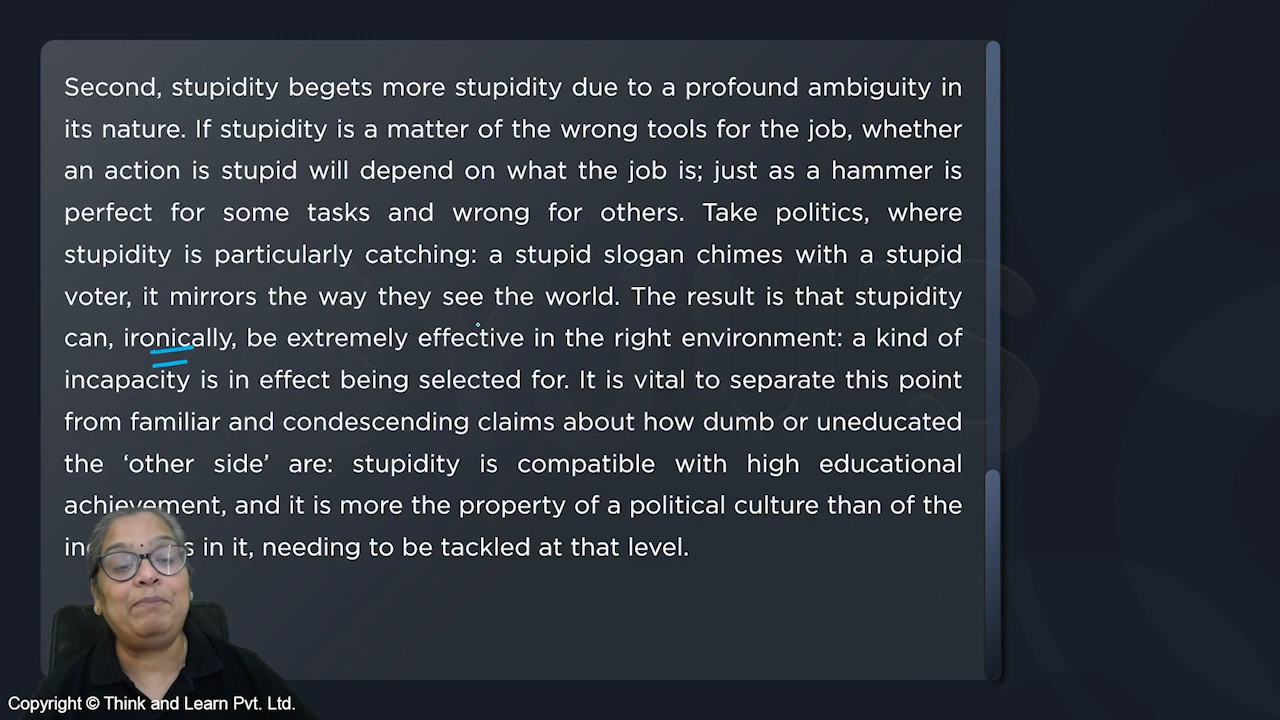 Second, stupidity begets more stupidity due to a profound ambiguity in
its nature. If stupidity is a matter of the wrong tools for the job, whether
an action is stupid will depend on what the job is; just as a hammer is
perfect for some tasks and wrong for others. Take politics, where
stupidity is particularly catching: a stupid slogan chimes with a stupid
voter, it mirrors the way they see the world. The result is that stupidity
can, ironically, be extremely effective in the right environment: a kind of
incapacity is in effect being selected for. It is vital to separate this point
from familiar and condescending claims about how dumb or uneducated
the ‘other side’ are: stupidity is compatible with high educational
achievement, and it is more the property of a political culture than of the
in it, needing to be tackled at that level.
Copyright © Think and Learn Pvt. Ltd.